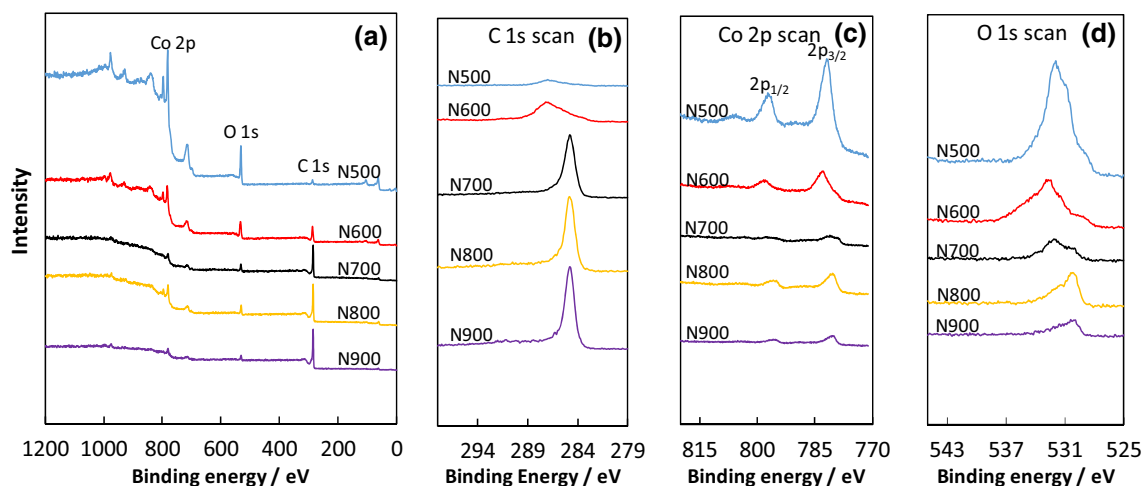 (a)
Co 2p
O 1s
C 1s
N500
N600
N700
N800
N900
Intensity
1200 1000 800 600 400 200 0
Binding energy / eV
C 1s scan (b)
N500
N600
N700
N800
N900
294 289 284 279
Binding Energy / eV
Co 2p scan (c)
2p3/2
2p1/2
N500
N600
N700
N800
N900
815 800 785 770
Binding energy / eV
O 1s scan (d)
N500
N600
N700
N800
N900
543 537 531 525
Binding energy / eV